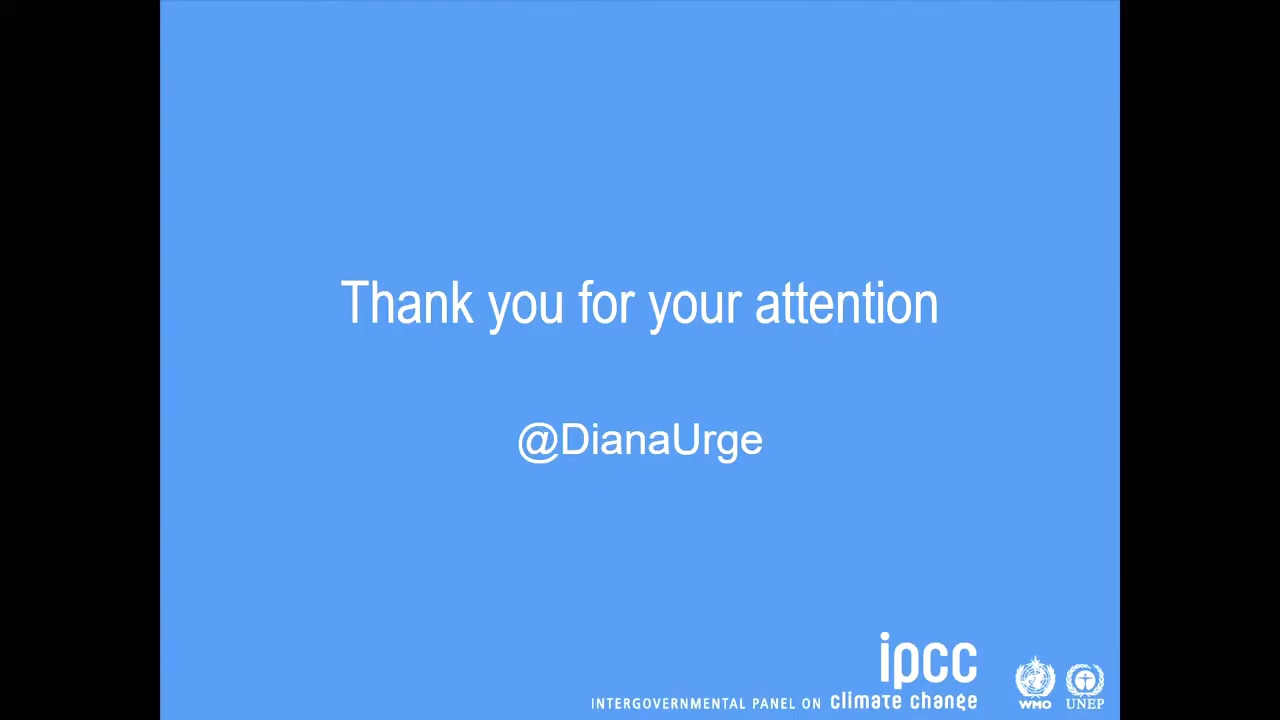 Thank you for your attention
@DianaUrge
ipcc
INTERGOVERNMENTAL PANEL ON climate change
WMO
UNEP